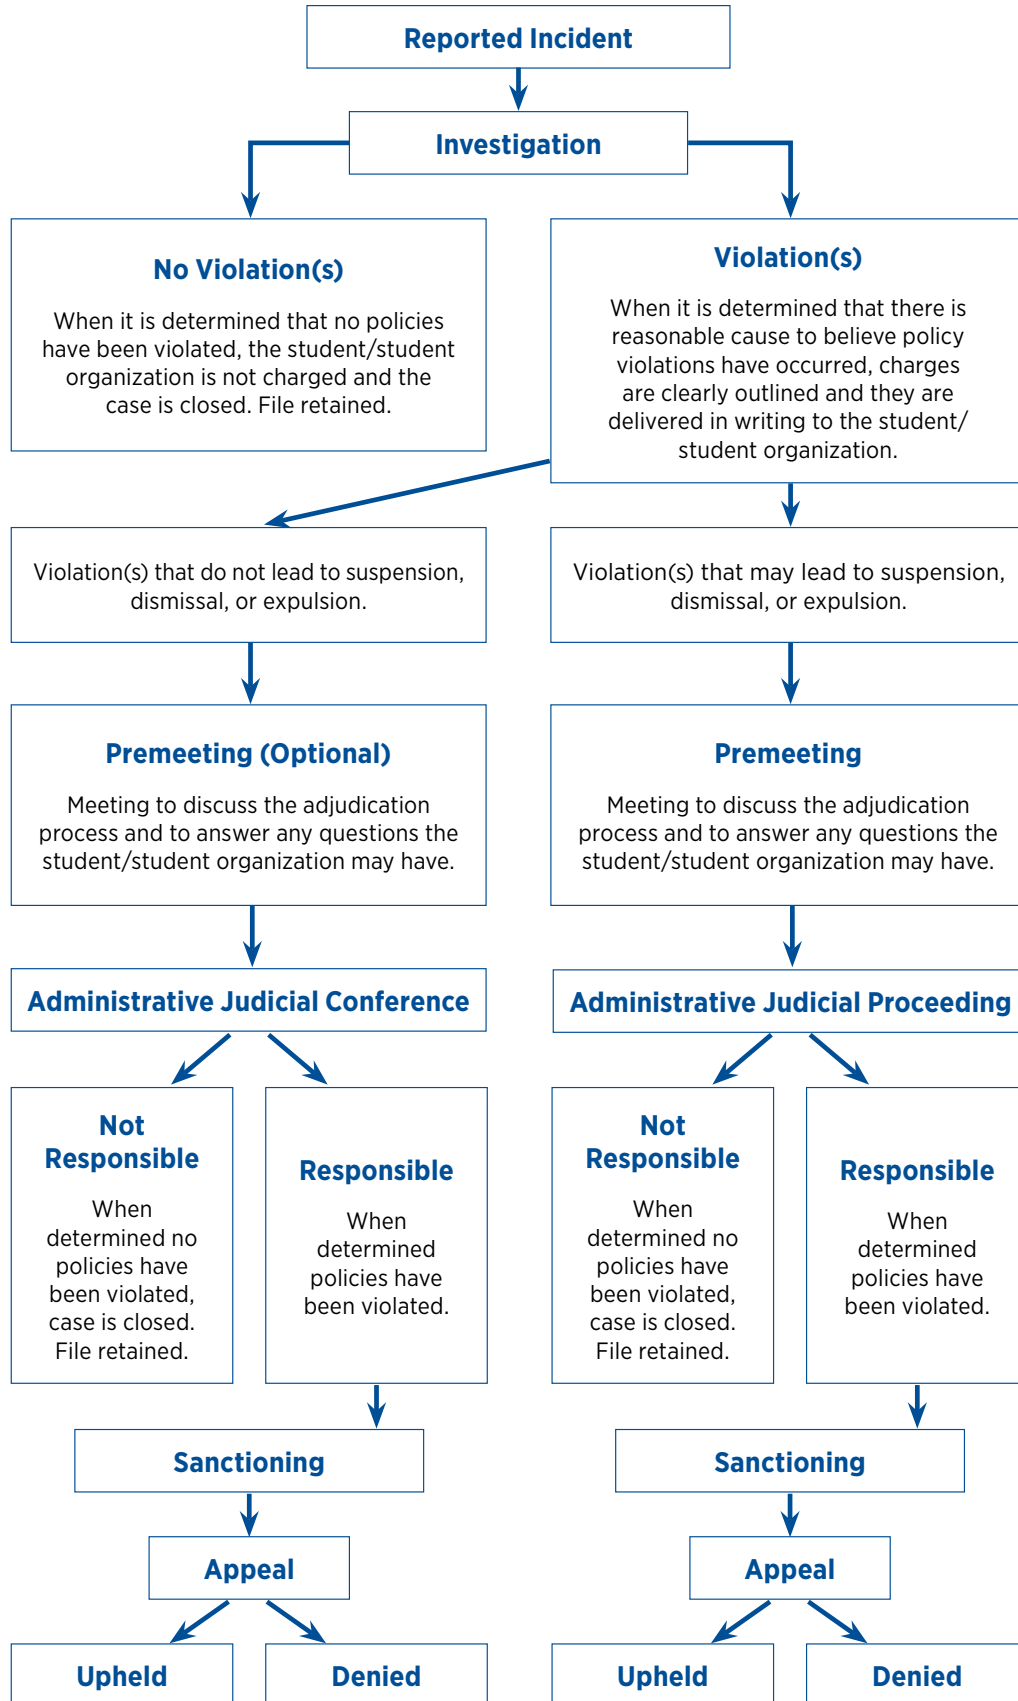 Reported Incident
Investigation
No Violation(s)
When it is determined that no policies
have been violated, the student/student
organization is not charged and the
case is closed. File retained.
Violation(s)
When it is determined that there is
reasonable cause to believe policy
violations have occurred, charges
are clearly outlined and they are
delivered in writing to the student/
student organization.
Violation(s) that do not lead to suspension,
dismissal, or expulsion.
Violation(s) that may lead to suspension,
dismissal, or expulsion.
Premeeting (Optional)
Meeting to discuss the adjudication
process and to answer any questions the
student/student organization may have.
Premeeting
Meeting to discuss the adjudication
process and to answer any questions the
student/student organization may have.
Administrative Judicial Conference
Administrative Judicial Proceeding
Not
Responsible
When
determined no
policies have
been violated,
case is closed.
File retained.
Responsible
When
determined
policies have
been violated.
Not
Responsible
When
determined no
policies have
been violated,
case is closed.
File retained.
Responsible
When
determined
policies have
been violated.
Sanctioning
Sanctioning
Appeal
Appeal
Upheld
Denied
Upheld
Denied